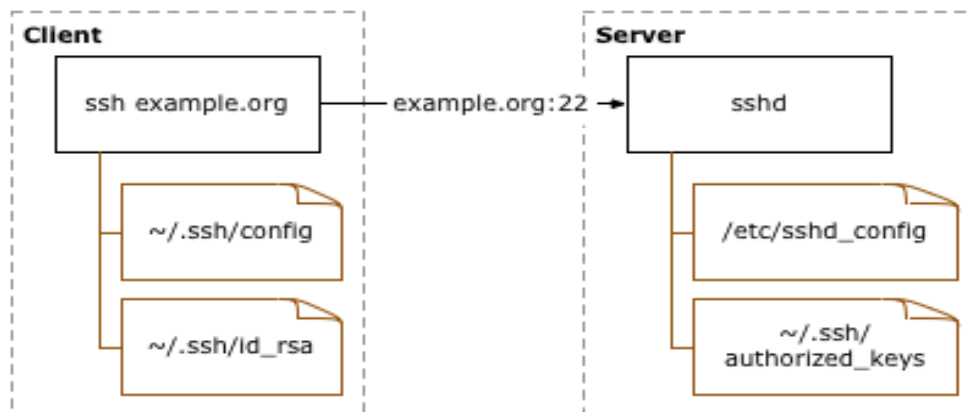 Client
ssh example.org
~/.ssh/config
~/.ssh/id_rsa
example.org:22
Server
sshd
/etc/sshd_config
~/.ssh/
authorized_keys